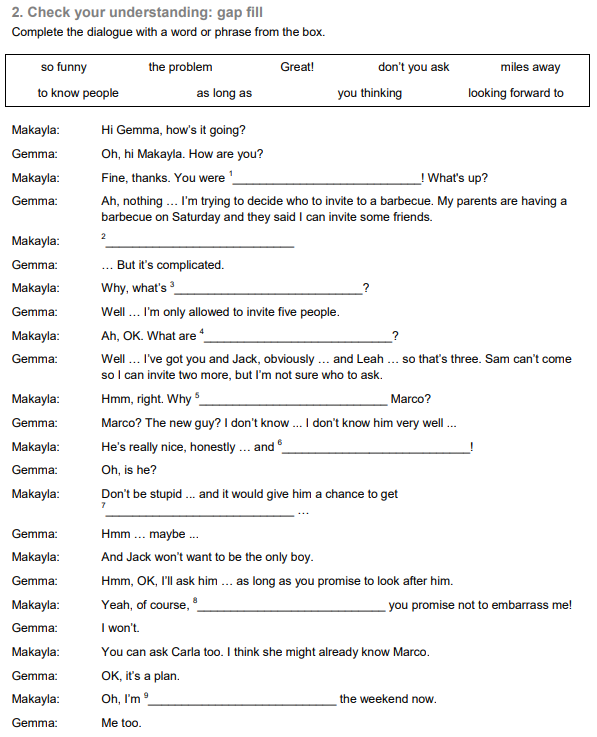 2. Check your understanding: gap fill
Complete the dialogue with a word or phrase from the box.
so funny the problem Great! don't you ask miles away
to know people as long as you thinking looking forward to
Makayla: Hi Gemma, how's it going?
Gemma: Oh, hi Makayla. How are you?
Makayla: Fine, thanks. You were 1____________________________! What's up?
Gemma: Ah, nothing … I'm trying to decide who to invite to a barbecue. My parents are having a
barbecue on Saturday and they said I can invite some friends.
Makayla: 2____________________________
Gemma: … But it's complicated.
Makayla: Why, what's 3____________________________?
Gemma: Well … I'm only allowed to invite five people.
Makayla: Ah, OK. What are 4____________________________?
Gemma: Well … I've got you and Jack, obviously … and Leah … so that's three. Sam can't come
so I can invite two more, but I'm not sure who to ask.
Makayla: Hmm, right. Why 5____________________________ Marco?
Gemma: Marco? The new guy? I don't know ... I don't know him very well ...
Makayla: He's really nice, honestly … and 6____________________________!
Gemma: Oh, is he?
Makayla: Don't be stupid ... and it would give him a chance to get
7____________________________ …
Gemma: Hmm … maybe ...
Makayla: And Jack won't want to be the only boy.
Gemma: Hmm, OK, I'll ask him … as long as you promise to look after him.
Makayla: Yeah, of course, 8____________________________ you promise not to embarrass me!
Gemma: I won't.
Makayla: You can ask Carla too. I think she might already know Marco.
Gemma: OK, it's a plan.
Makayla: Oh, I'm 9____________________________ the weekend now.
Gemma: Me too.